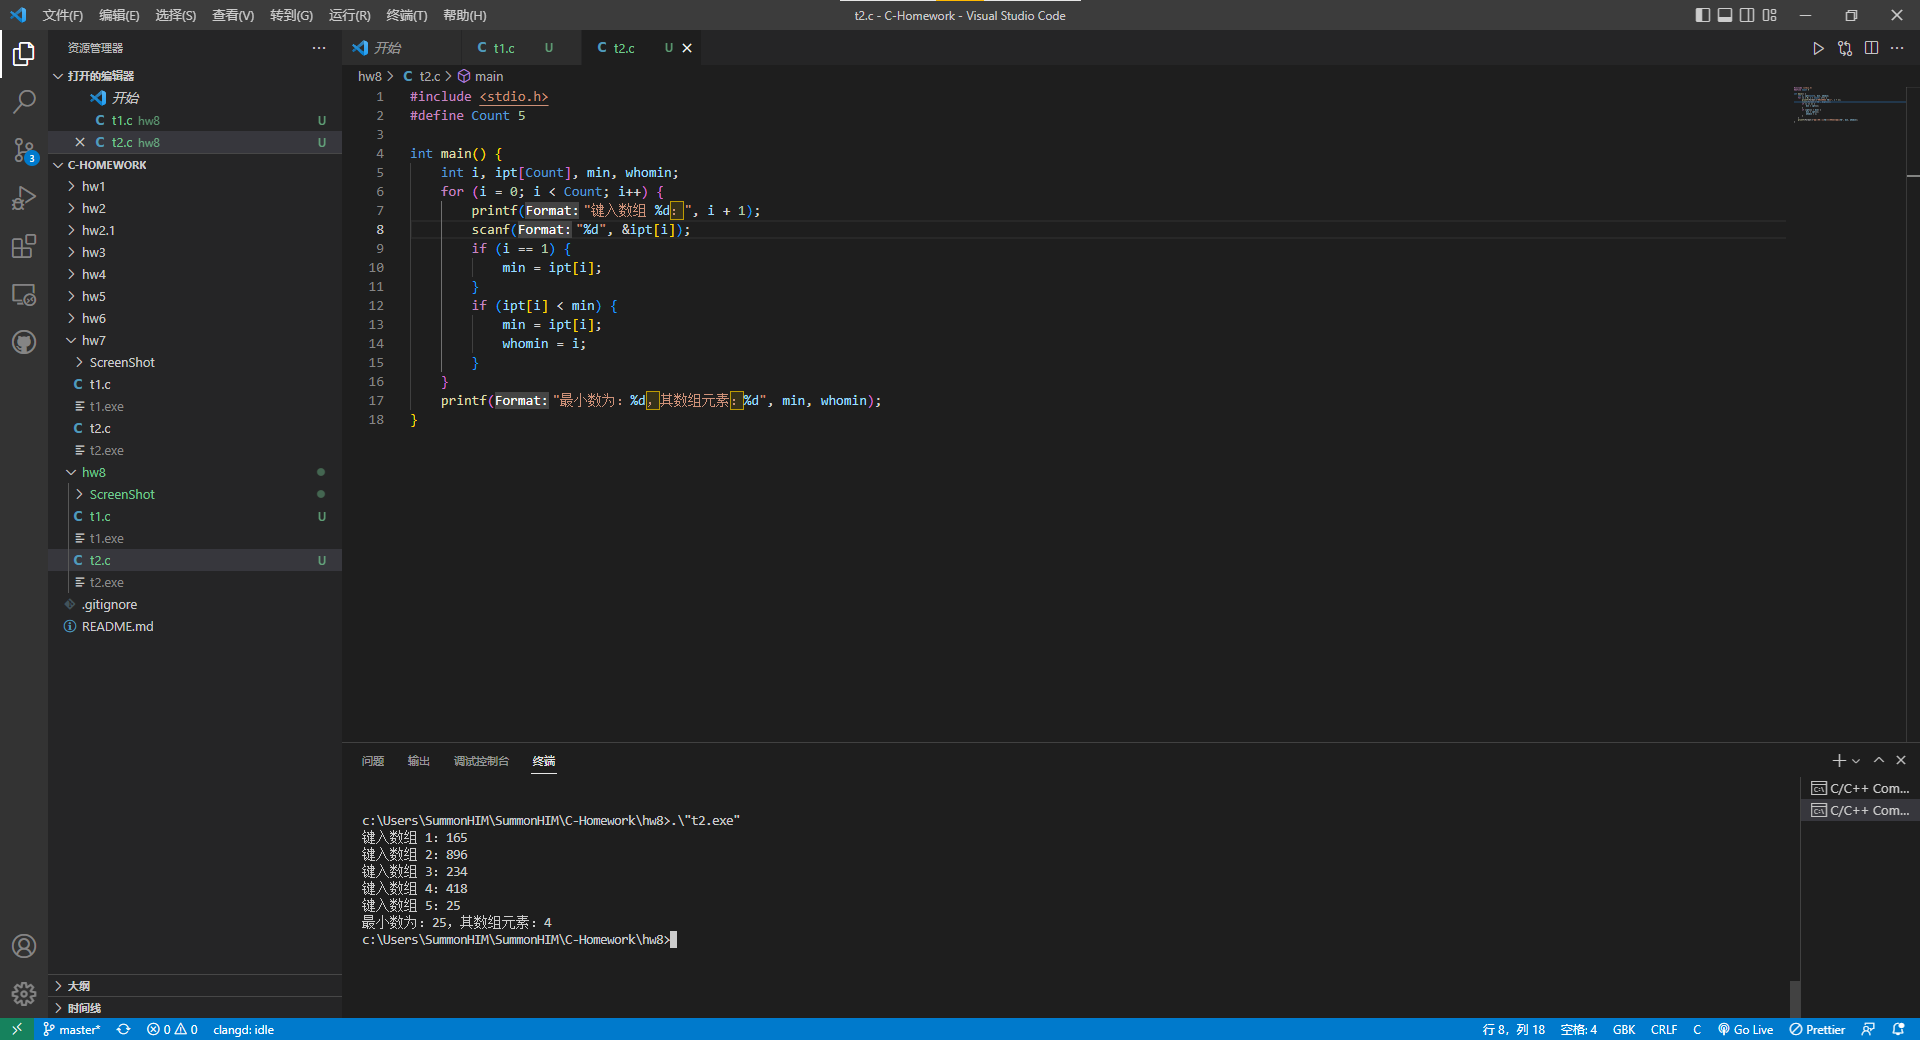 文件(F) 编辑(E) 选择(S) 查看(V) 转到(G) 运行(R) 终端(T) 帮助(H)
t2.c - C-Homework - Visual Studio Code
资源管理器
打开的编辑器
开始
t1.c hw8 U
t2.c hw8 U
C-HOMEWORK
hw1
hw2
hw2.1
hw3
hw4
hw5
hw6
hw7
ScreenShot
t1.c
t1.exe
t2.c
t2.exe
hw8
ScreenShot
t1.c U
t1.exe
t2.c U
t2.exe
.gitignore
README.md
大纲
时间线
3
开始
t1.c U
t2.c U
hw8 > t2.c > main
1 #include <stdio.h>
2 #define Count 5
3
4 int main() {
5 int i, ipt[Count], min, whomin;
6 for (i = 0; i < Count; i++) {
7 printf(Format: "键入数组 %d：", i + 1);
8 scanf(Format: "%d", &ipt[i]);
9 if (i == 1) {
10 min = ipt[i];
11 }
12 if (ipt[i] < min) {
13 min = ipt[i];
14 whomin = i;
15 }
16 }
17 printf(Format: "最小数为：%d，其数组元素：%d", min, whomin);
18 }
问题 输出 调试控制台 终端
c:\Users\SummonHIM\SummonHIM\C-Homework\hw8>.\"t2.exe"
键入数组 1：165
键入数组 2：896
键入数组 3：234
键入数组 4：418
键入数组 5：25
最小数为：25，其数组元素：4
c:\Users\SummonHIM\SummonHIM\C-Homework\hw8>
C/C++ Com...
C/C++ Com...
master* 0 0 clangd: idle
行 8，列 18 空格: 4 GBK CRLF C Go Live Prettier